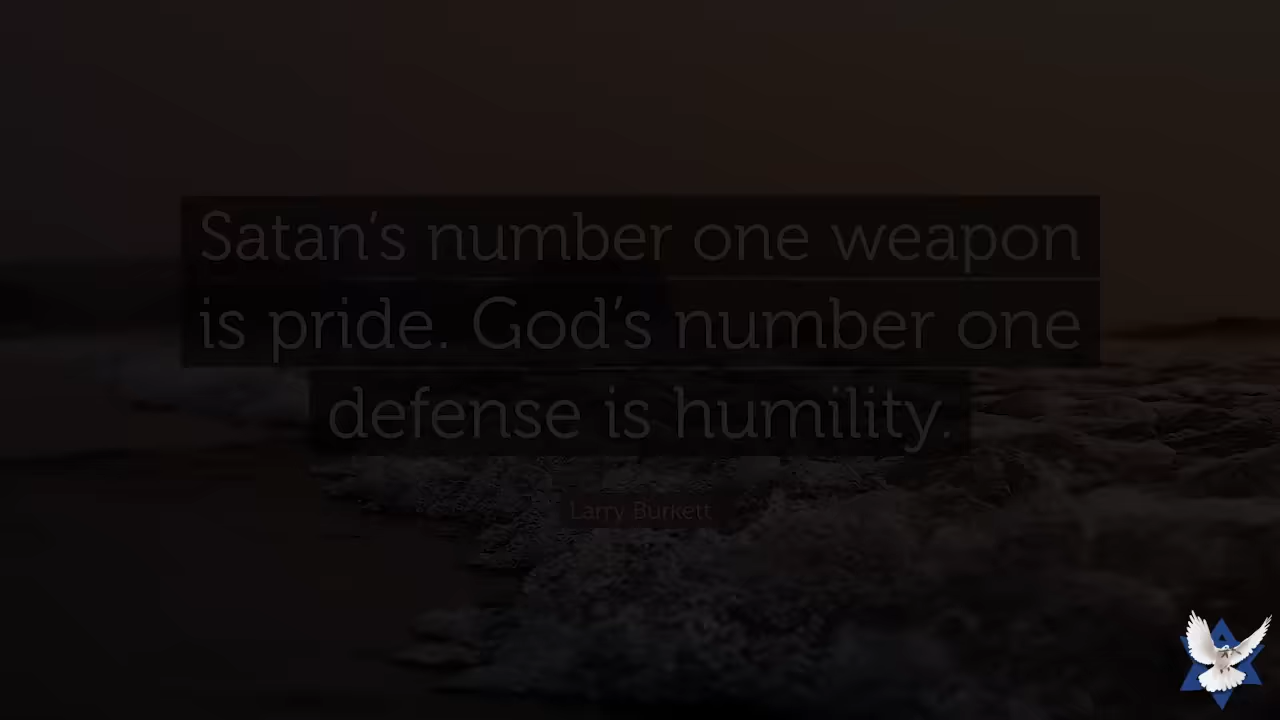 Satan’s number one weapon
is pride. God’s number one
defense is humility.
Larry Burkett